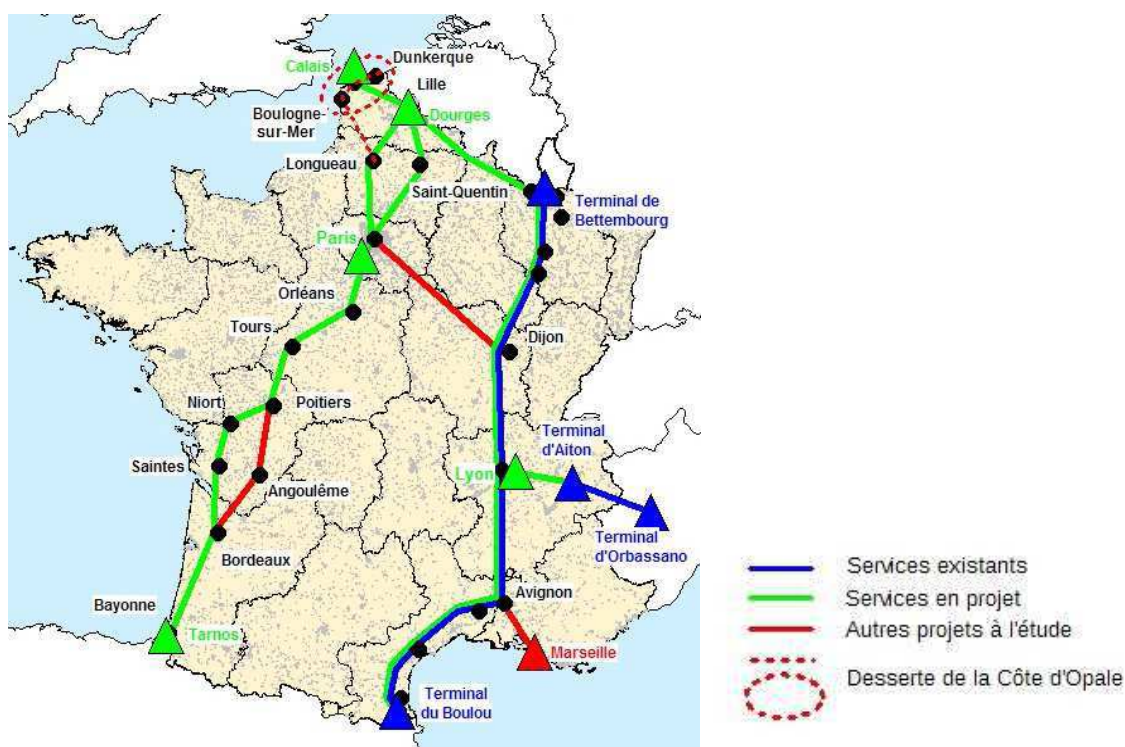 Dunkerque
Calais
Lille
Dourges
Boulogne-
sur-Mer
Longueau
Saint-Quentin
Terminal de
Bettembourg
Paris
Orléans
Tours
Dijon
Niort
Poitiers
Terminal
d'Aiton
Saintes
Lyon
Angoulême
Terminal
d'Orbassano
Bordeaux
Avignon
Bayonne
Tarnos
Marseille
Terminal
du Boulou
Services existants
Services en projet
Autres projets à l'étude
Desserte de la Côte d'Opale